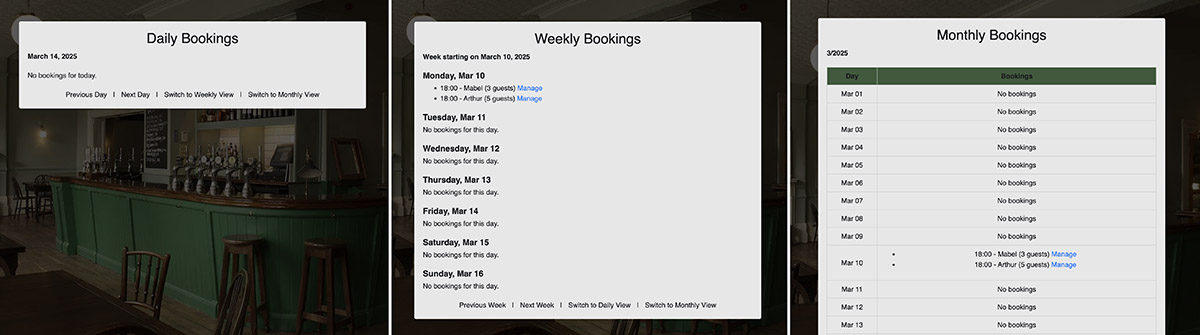 Daily Bookings
March 14, 2025
No bookings for today.
Previous Day | Next Day | Switch to Weekly View | Switch to Monthly View
Weekly Bookings
Week starting on March 10, 2025
Monday, Mar 10
• 18:00 - Mabel (3 guests) Manage
• 18:00 - Arthur (5 guests) Manage
Tuesday, Mar 11
No bookings for this day.
Wednesday, Mar 12
No bookings for this day.
Thursday, Mar 13
No bookings for this day.
Friday, Mar 14
No bookings for this day.
Saturday, Mar 15
No bookings for this day.
Sunday, Mar 16
No bookings for this day.
Previous Week | Next Week | Switch to Daily View | Switch to Monthly View
Monthly Bookings
3/2025
Day Bookings
Mar 01 No bookings
Mar 02 No bookings
Mar 03 No bookings
Mar 04 No bookings
Mar 05 No bookings
Mar 06 No bookings
Mar 07 No bookings
Mar 08 No bookings
Mar 09 No bookings
Mar 10
• 18:00 - Mabel (3 guests) Manage
• 18:00 - Arthur (5 guests) Manage
Mar 11 No bookings
Mar 12 No bookings
Mar 13 No bookings